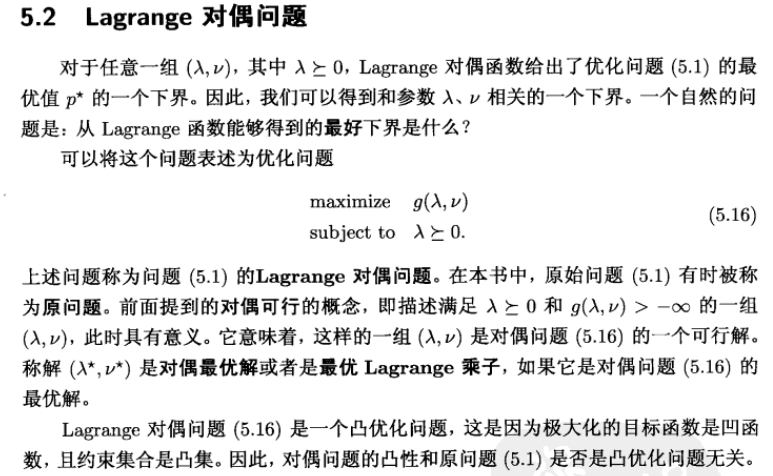 5.2 Lagrange 对偶问题
对于任意一组 (λ, ν), 其中 λ ⪰ 0, Lagrange 对偶函数给出了优化问题 (5.1) 的最
优值 p⋆ 的一个下界。因此, 我们可以得到和参数 λ、ν 相关的一个下界。一个自然的问
题是: 从 Lagrange 函数能够得到的最好下界是什么?
可以将这个问题表述为优化问题
maximize g(λ, ν)
(5.16)
subject to λ ⪰ 0.
上述问题称为问题 (5.1) 的Lagrange 对偶问题。在本书中, 原始问题 (5.1) 有时被称
为原问题。前面提到的对偶可行的概念, 即描述满足 λ ⪰ 0 和 g(λ, ν) > −∞ 的一组
(λ, ν), 此时具有意义。它意味着, 这样的一组 (λ, ν) 是对偶问题 (5.16) 的一个可行解。
称解 (λ⋆, ν⋆) 是对偶最优解或者是最优 Lagrange 乘子, 如果它是对偶问题 (5.16) 的
最优解。
Lagrange 对偶问题 (5.16) 是一个凸优化问题, 这是因为极大化的目标函数是凹函
数, 且约束集合是凸集。因此, 对偶问题的凸性和原问题 (5.1) 是否是凸优化问题无关。